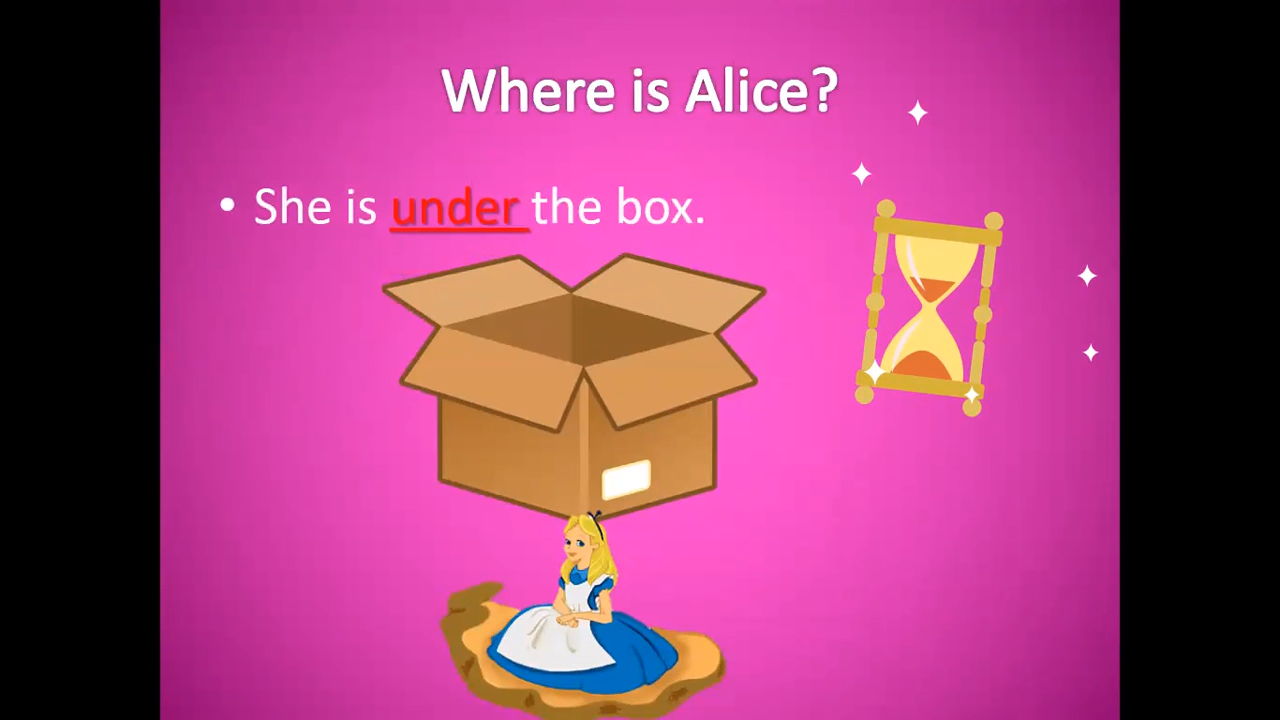 Where is Alice?
• She is under the box.